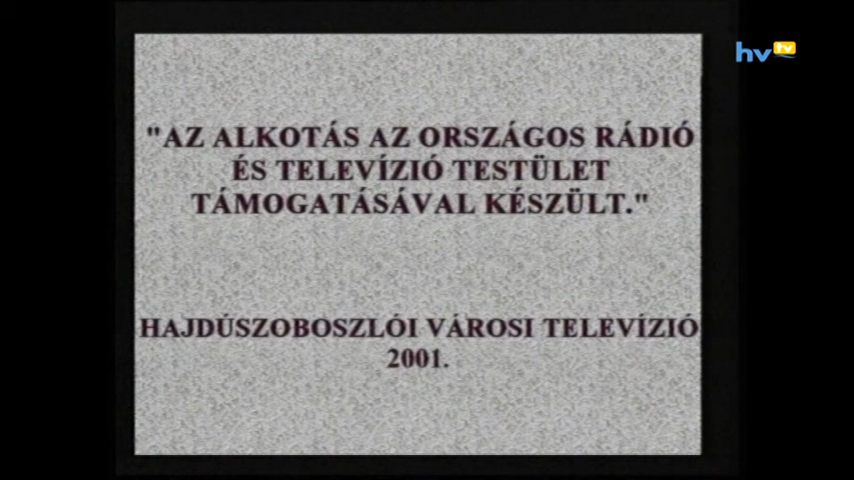 hv tv
"AZ ALKOTÁS AZ ORSZÁGOS RÁDIÓ
ÉS TELEVÍZIÓ TESTÜLET
TÁMOGATÁSÁVAL KÉSZÜLT."
HAJDÚSZOBOSZLÓI VÁROSI TELEVÍZIÓ
2001.